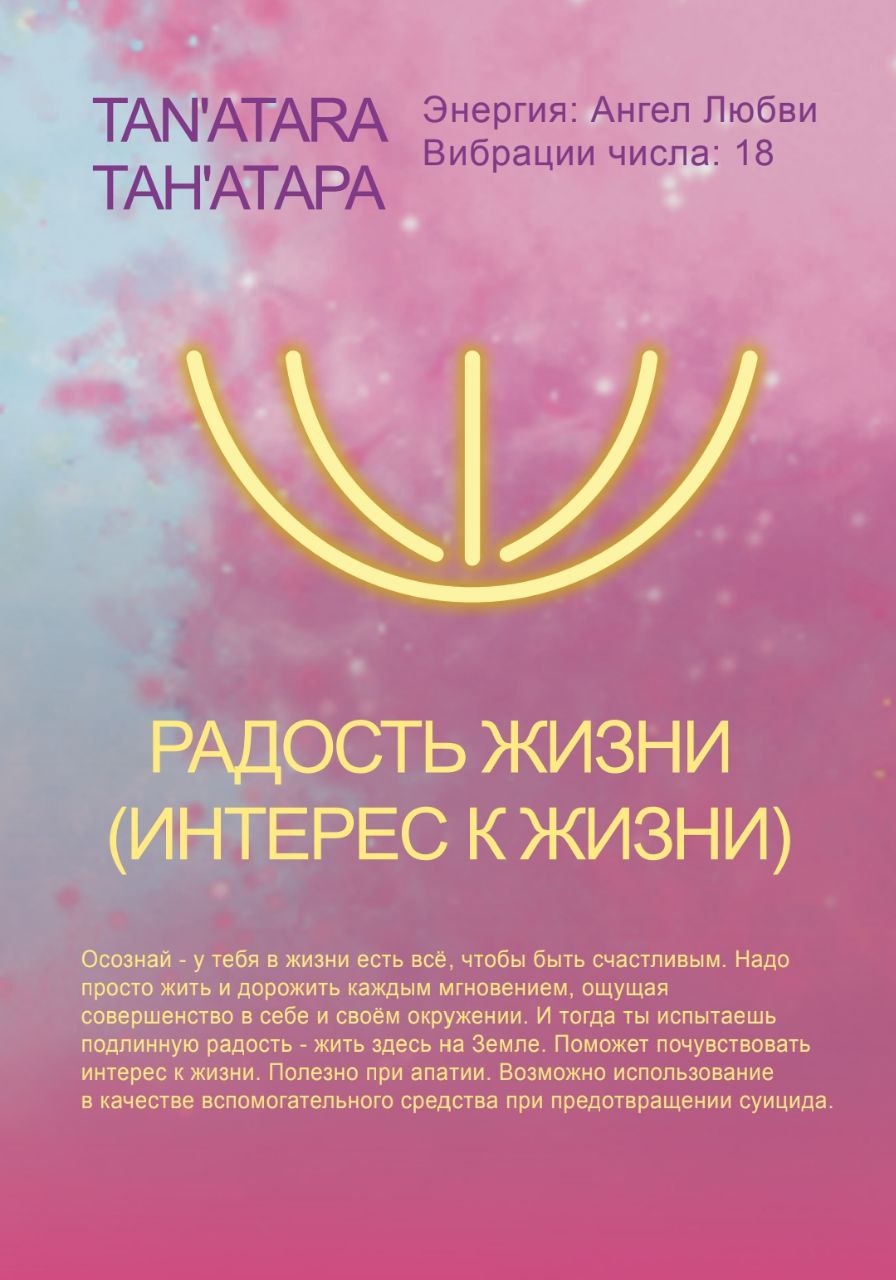 TAN'ATARA
ТАН'АТАРА
Энергия: Ангел Любви
Вибрации числа: 18
РАДОСТЬ ЖИЗНИ
(ИНТЕРЕС К ЖИЗНИ)
Осознай - у тебя в жизни есть всё, чтобы быть счастливым. Надо
просто жить и дорожить каждым мгновением, ощущая
совершенство в себе и своём окружении. И тогда ты испытаешь
подлинную радость - жить здесь на Земле. Поможет почувствовать
интерес к жизни. Полезно при апатии. Возможно использование
в качестве вспомогательного средства при предотвращении суицида.